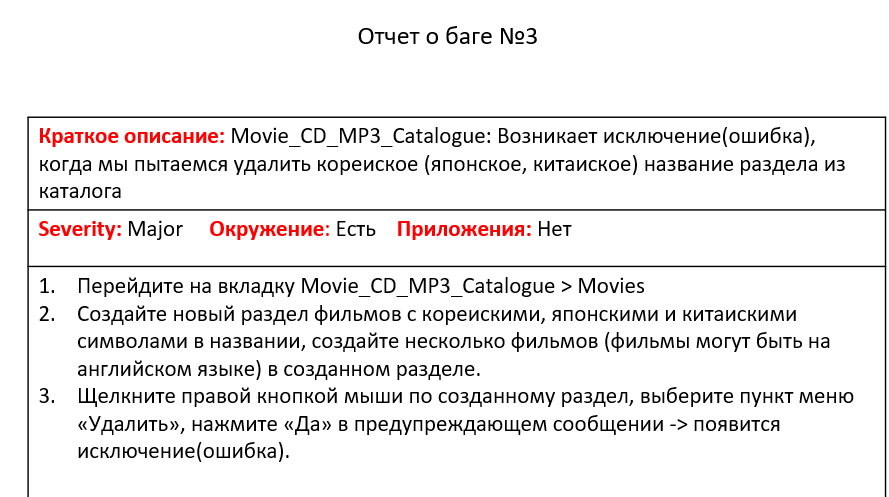 Отчет о баге №3
Краткое описание: Movie_CD_MP3_Catalogue: Возникает исключение(ошибка),
когда мы пытаемся удалить кореиское (японское, китаиское) название раздела из
каталога
Severity: Major Окружение: Есть Приложения: Нет
1. Перейдите на вкладку Movie_CD_MP3_Catalogue > Movies
2. Создайте новый раздел фильмов с кореискими, японскими и китаискими
символами в названии, создайте несколько фильмов (фильмы могут быть на
английском языке) в созданном разделе.
3. Щелкните правой кнопкой мыши по созданному раздел, выберите пункт меню
«Удалить», нажмите «Да» в предупреждающем сообщении -> появится
исключение(ошибка).